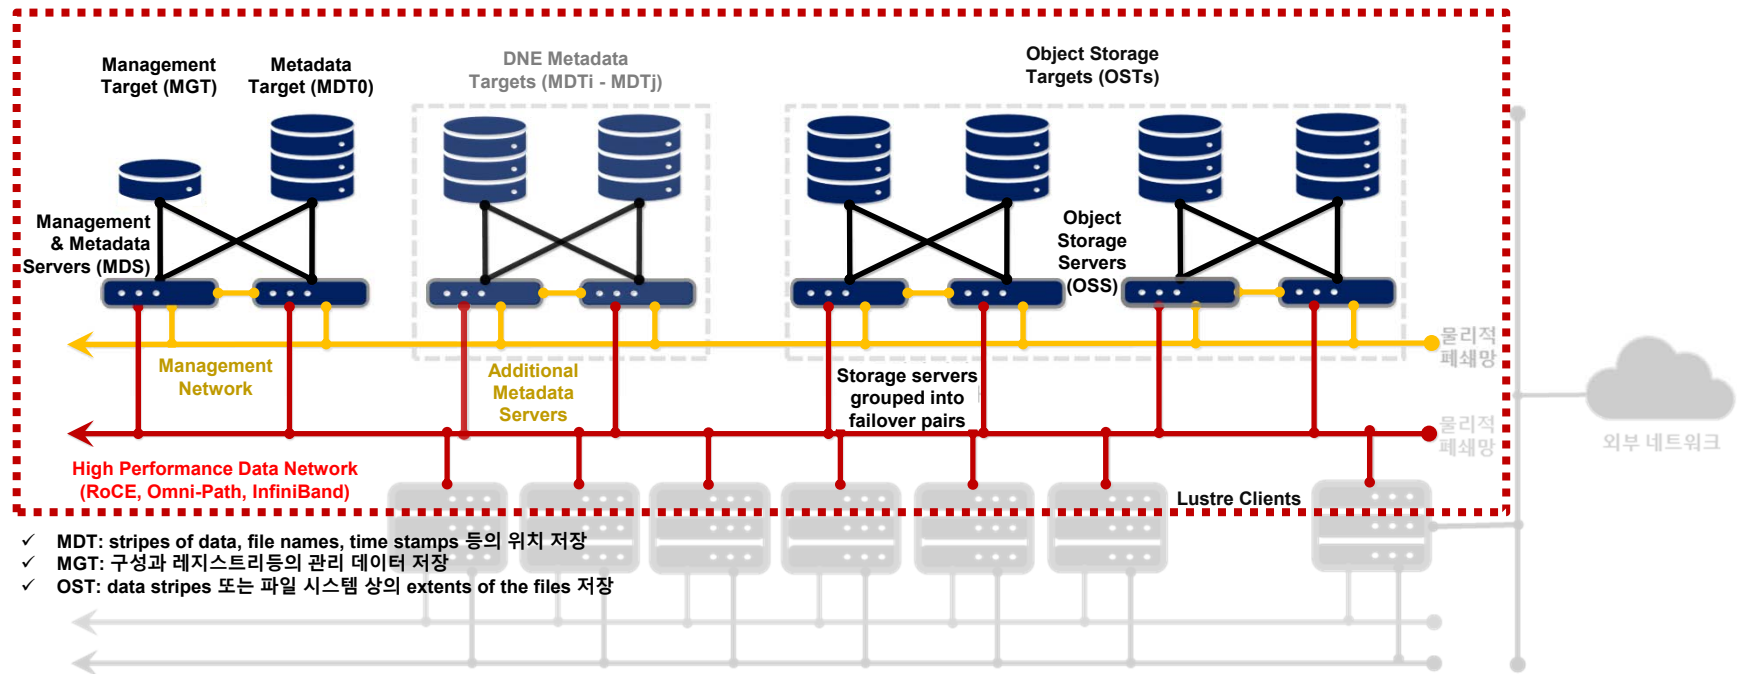 Management
Target (MGT)
Metadata
Target (MDT0)
DNE Metadata
Targets (MDTi - MDTj)
Object Storage
Targets (OSTs)
Management
& Metadata
Servers (MDS)
Object
Storage
Servers
(OSS)
물리적
폐쇄망
Management
Network
Additional
Metadata
Servers
Storage servers
grouped into
failover pairs
물리적
폐쇄망
외부 네트워크
High Performance Data Network
(RoCE, Omni-Path, InfiniBand)
Lustre Clients
✓ MDT: stripes of data, file names, time stamps 등의 위치 저장
✓ MGT: 구성과 레지스트리등의 관리 데이터 저장
✓ OST: data stripes 또는 파일 시스템 상의 extents of the files 저장